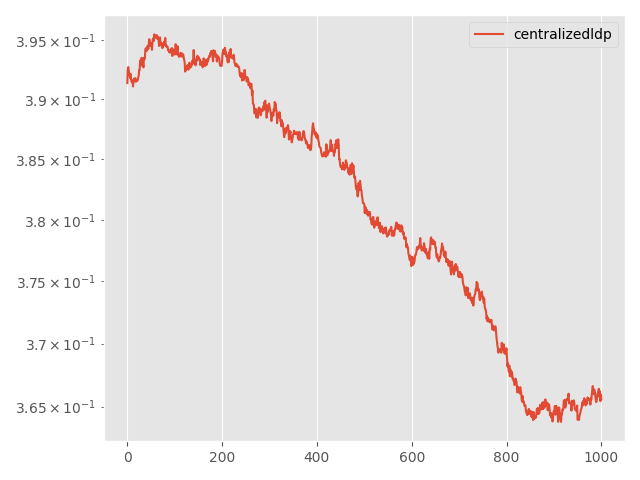 centralizedldp
3.95 × 10⁻¹
3.9 × 10⁻¹
3.85 × 10⁻¹
3.8 × 10⁻¹
3.75 × 10⁻¹
3.7 × 10⁻¹
3.65 × 10⁻¹
0 200 400 600 800 1000